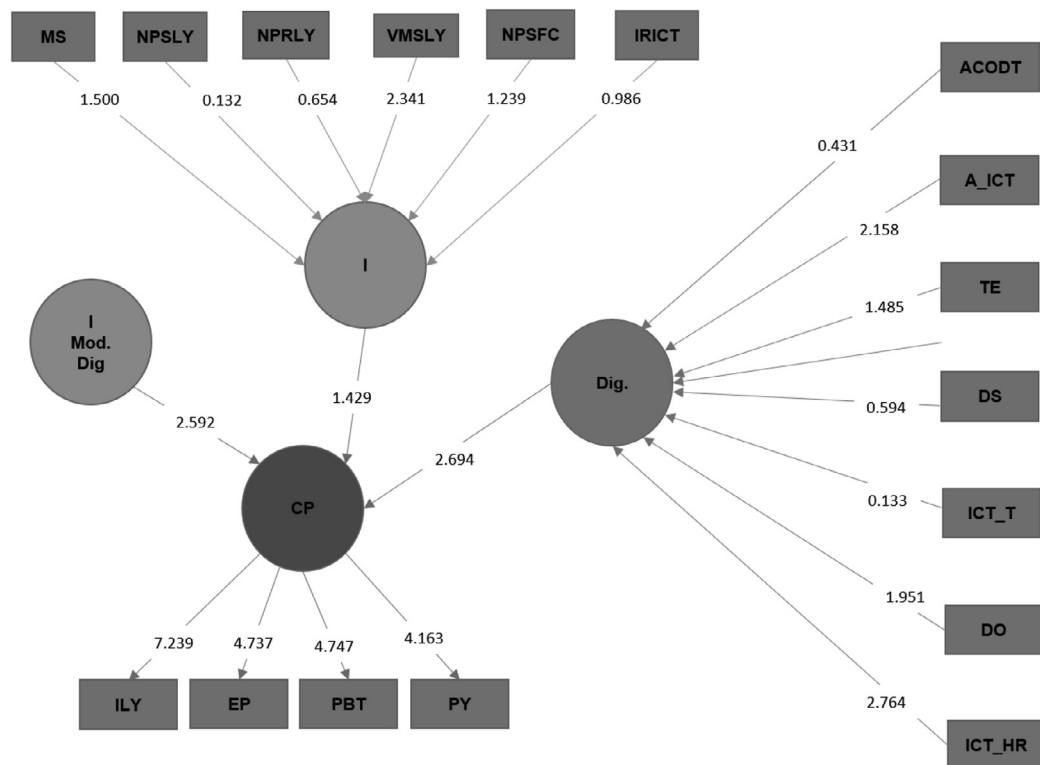 MS
NPSLY
NPRLY
VMSLY
NPSFC
IRICT
ACODT
1.500
0.132
0.654
2.341
1.239
0.986
0.431
A_ICT
2.158
I
TE
1.485
I
Mod.
Dig
Dig.
DS
0.594
1.429
2.592
2.694
0.133
ICT_T
CP
1.951
DO
7.239
4.737
4.747
4.163
2.764
ILY
EP
PBT
PY
ICT_HR